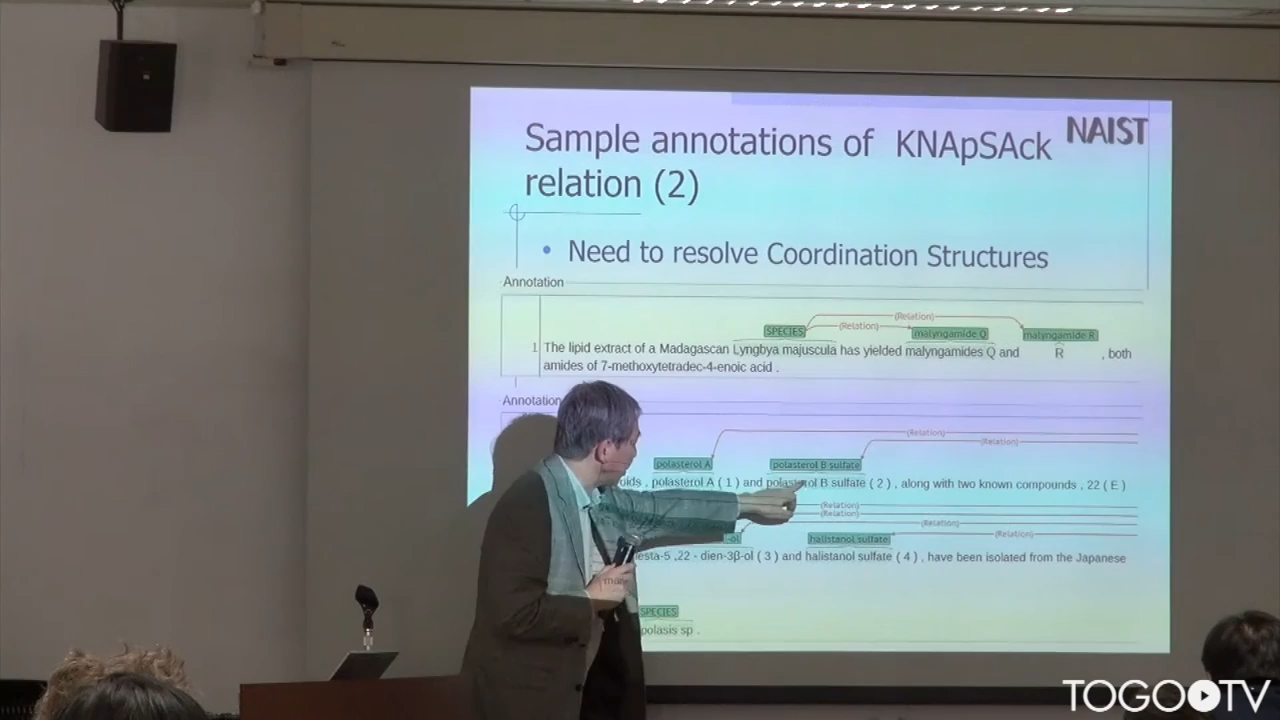 Sample annotations of KNApSAck
relation (2)
NAIST
• Need to resolve Coordination Structures
Annotation
(Relation)
SPECIES (Relation) malyngamide Q malyngamide R
1 The lipid extract of a Madagascan Lyngbya majuscula has yielded malyngamides Q and R , both
amides of 7-methoxytetradec-4-enoic acid .
Annotation
(Relation)
(Relation)
polasterol A polasterol B sulfate
oids , polasterol A ( 1 ) and polasterol B sulfate ( 2 ) , along with two known compounds , 22 ( E )
(Relation)
(Relation)
(Relation)
(Relation)
-ol halistanol sulfate
esta-5 ,22 - dien-3β-ol ( 3 ) and halistanol sulfate ( 4 ) , have been isolated from the Japanese
SPECIES
polasis sp .
TOGOTV